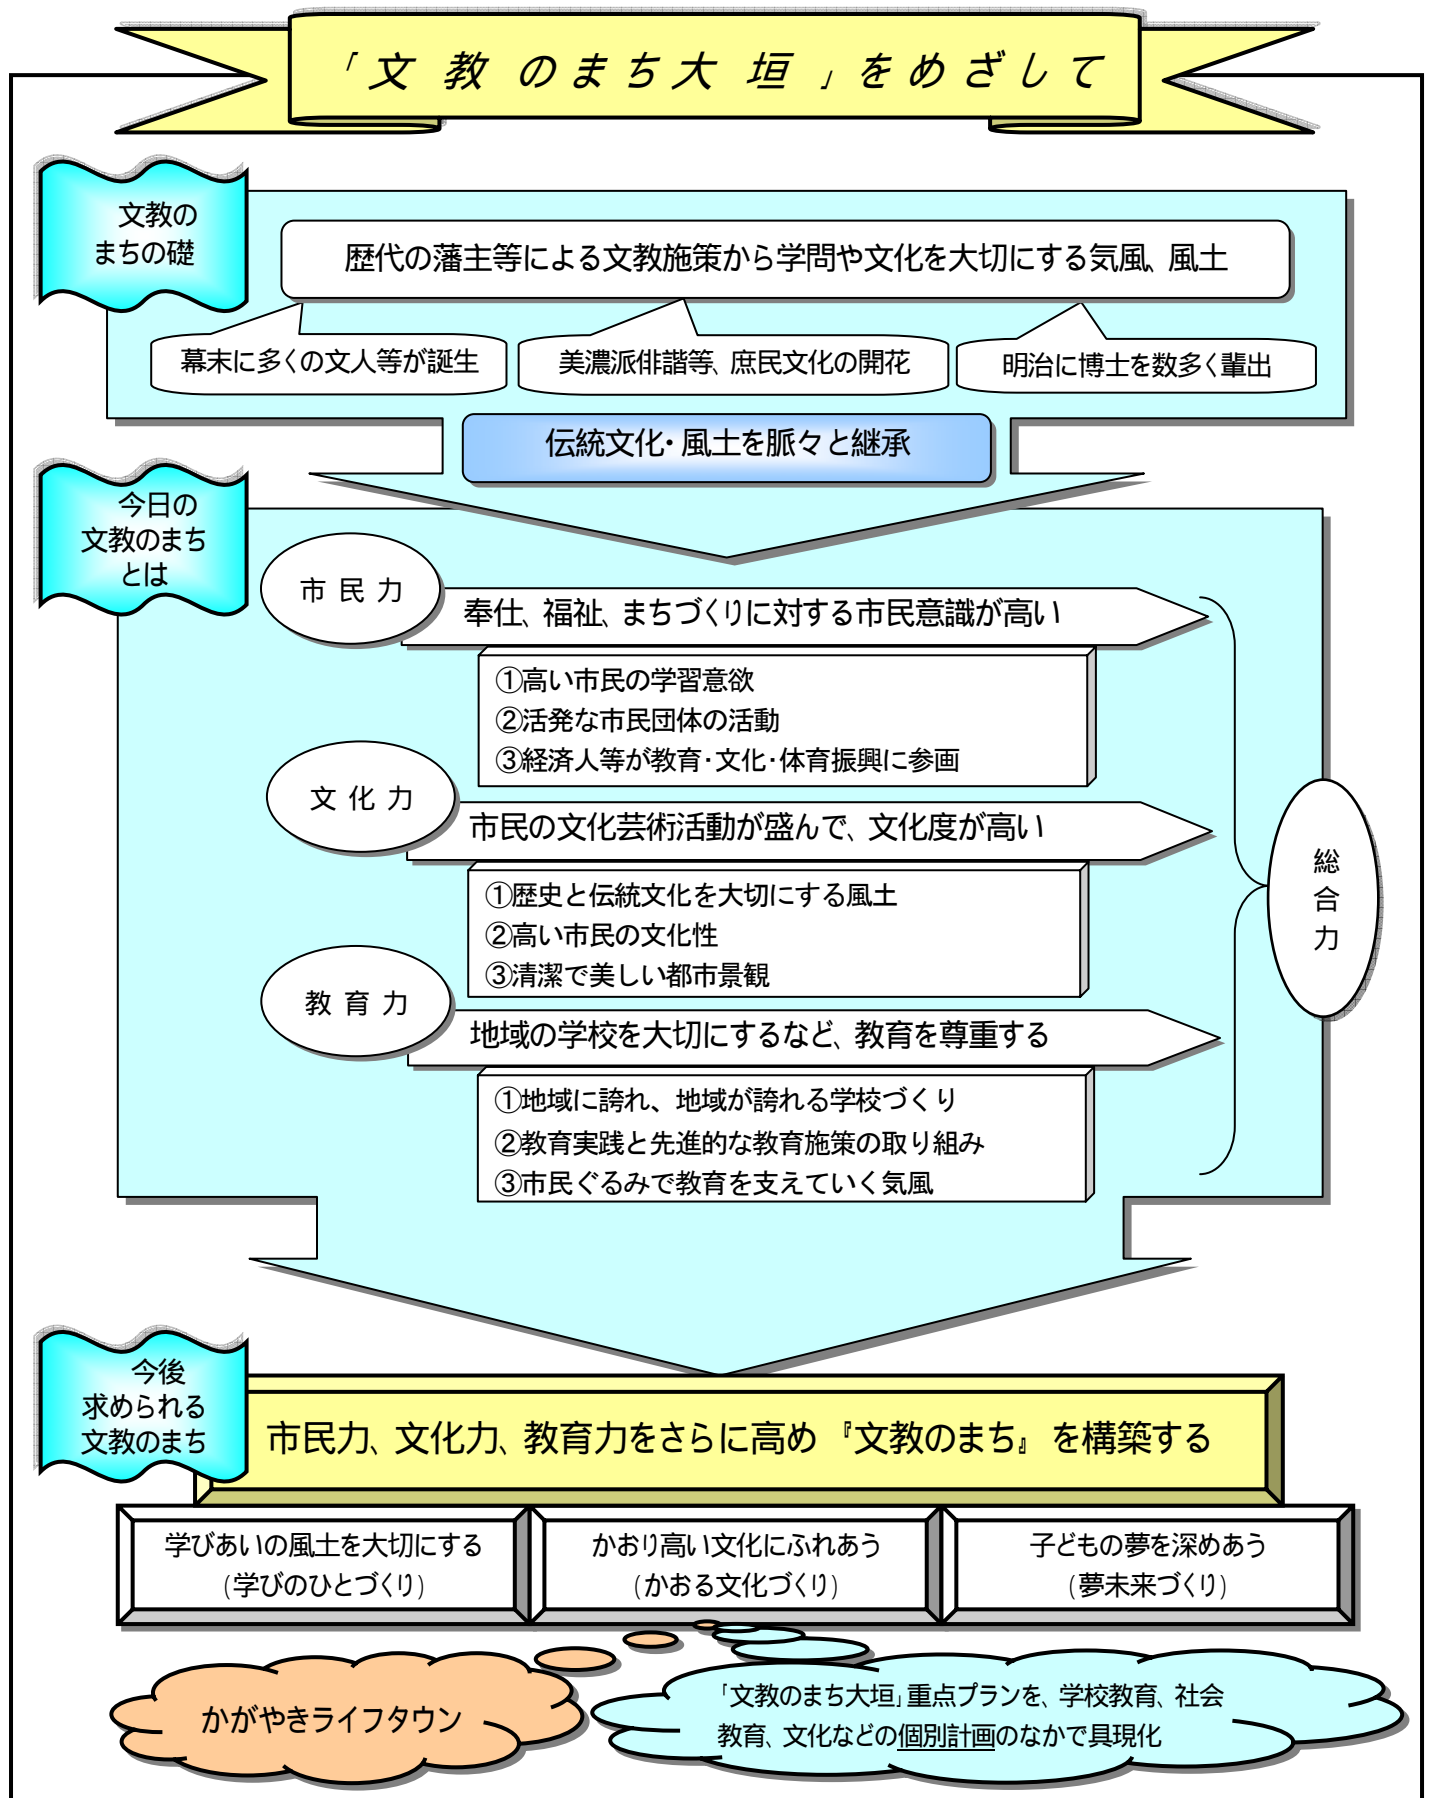 「文教のまち大垣」をめざして
文教の
まちの礎
歴代の藩主等による文教施策から学問や文化を大切にする気風、風土
幕末に多くの文人等が誕生
美濃派俳諧等、庶民文化の開花
明治に博士を数多く輩出
伝統文化・風土を脈々と継承
今日の
文教のまち
とは
市民力
奉仕、福祉、まちづくりに対する市民意識が高い
①高い市民の学習意欲
②活発な市民団体の活動
③経済人等が教育・文化・体育振興に参画
文化力
市民の文化芸術活動が盛んで、文化度が高い
①歴史と伝統文化を大切にする風土
②高い市民の文化性
③清潔で美しい都市景観
教育力
地域の学校を大切にするなど、教育を尊重する
①地域に誇れ、地域が誇れる学校づくり
②教育実践と先進的な教育施策の取り組み
③市民ぐるみで教育を支えていく気風
総合力
今後
求められる
文教のまち
市民力、文化力、教育力をさらに高め『文教のまち』を構築する
学びあいの風土を大切にする
(学びのひとづくり)
かおり高い文化にふれあう
(かおる文化づくり)
子どもの夢を深めあう
(夢未来づくり)
かがやきライフタウン
「文教のまち大垣」重点プランを、学校教育、社会
教育、文化などの個別計画のなかで具現化